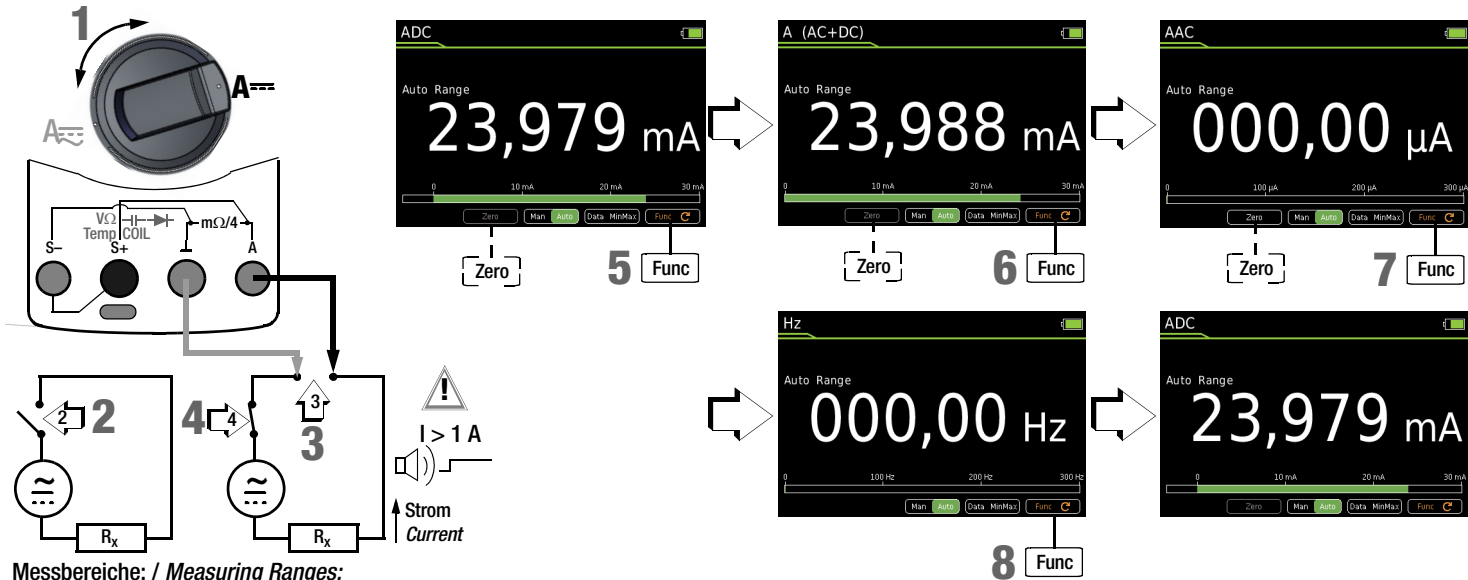 1
A
A
VΩ
Temp COIL
mΩ/4
S–
S+
⊥
A
2
2
4
4
3
3
I > 1 A
Strom
Current
Rx
Rx
Messbereiche: / Measuring Ranges:
ADC
Auto Range
23,979 mA
0 10 mA 20 mA 30 mA
Zero Man Auto Data MinMax Func
Zero
5 Func
A (AC+DC)
Auto Range
23,988 mA
0 10 mA 20 mA 30 mA
Zero Man Auto Data MinMax Func
Zero
6 Func
AAC
Auto Range
000,00 µA
0 100 µA 200 µA 300 µA
Zero Man Auto Data MinMax Func
Zero
7 Func
Hz
Auto Range
000,00 Hz
0 100 Hz 200 Hz 300 Hz
Man Auto Data MinMax Func
8 Func
ADC
Auto Range
23,979 mA
0 10 mA 20 mA 30 mA
Zero Man Auto Data MinMax Func